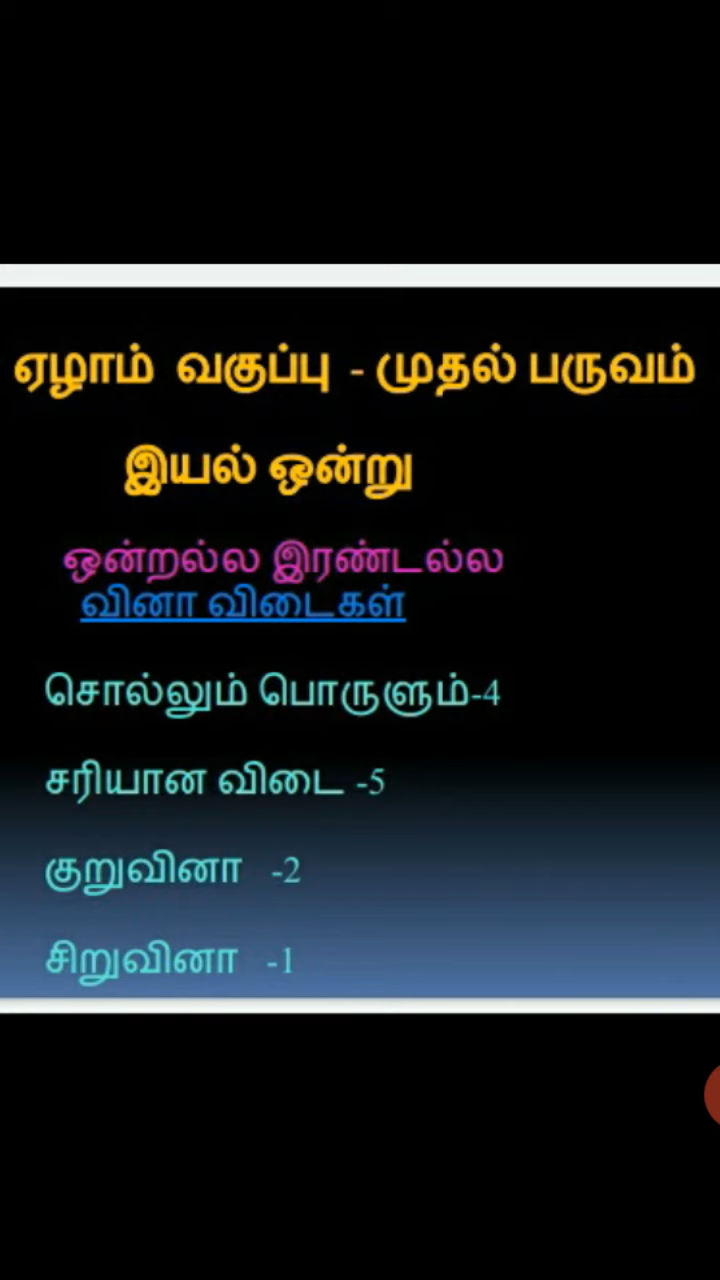 ஏழாம் வகுப்பு - முதல் பருவம்
இயல் ஒன்று
ஒன்றல்ல இரண்டல்ல
வினா விடைகள்
சொல்லும் பொருளும்-4
சரியான விடை -5
குறுவினா -2
சிறுவினா -1